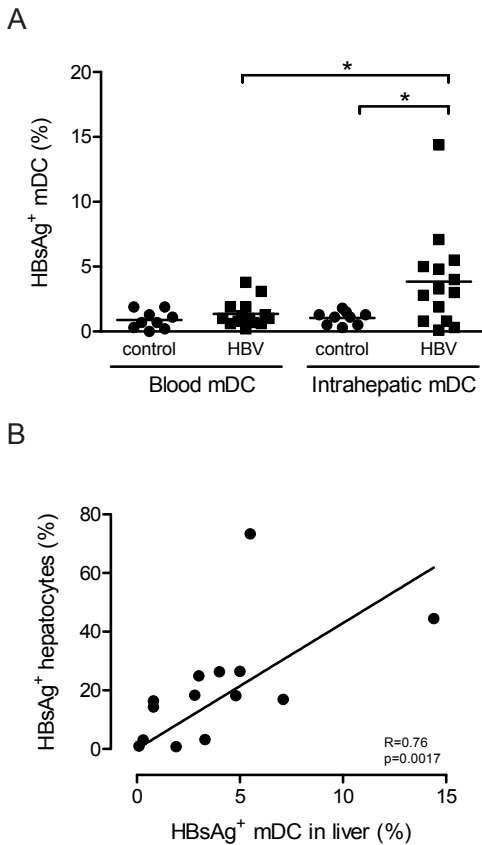 A
HBsAg⁺ mDC (%)
20
15
10
5
0
*
*
control HBV control HBV
Blood mDC Intrahepatic mDC
B
HBsAg⁺ hepatocytes (%)
80
60
40
20
0
R=0.76
p=0.0017
0 5 10 15
HBsAg⁺ mDC in liver (%)